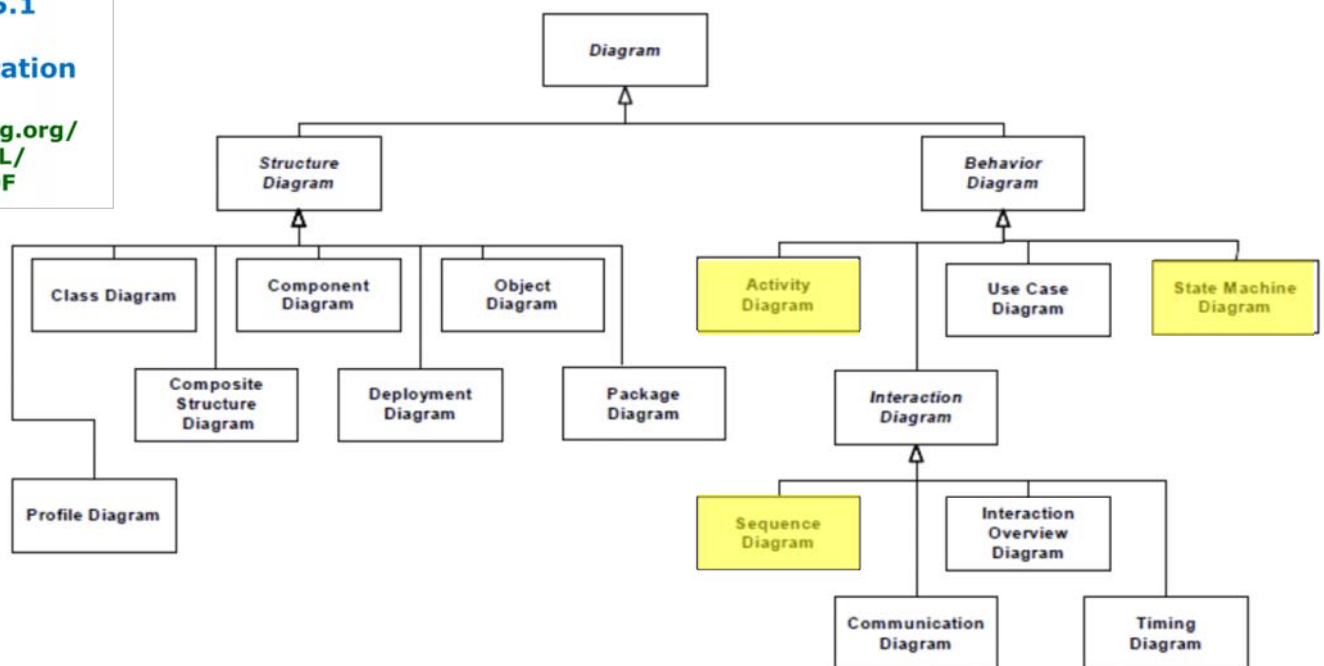 5.1
ation
g.org/
L/
F
Diagram
Structure
Diagram
Behavior
Diagram
Class Diagram
Component
Diagram
Object
Diagram
Activity
Diagram
Use Case
Diagram
State Machine
Diagram
Composite
Structure
Diagram
Deployment
Diagram
Package
Diagram
Interaction
Diagram
Profile Diagram
Sequence
Diagram
Interaction
Overview
Diagram
Communication
Diagram
Timing
Diagram